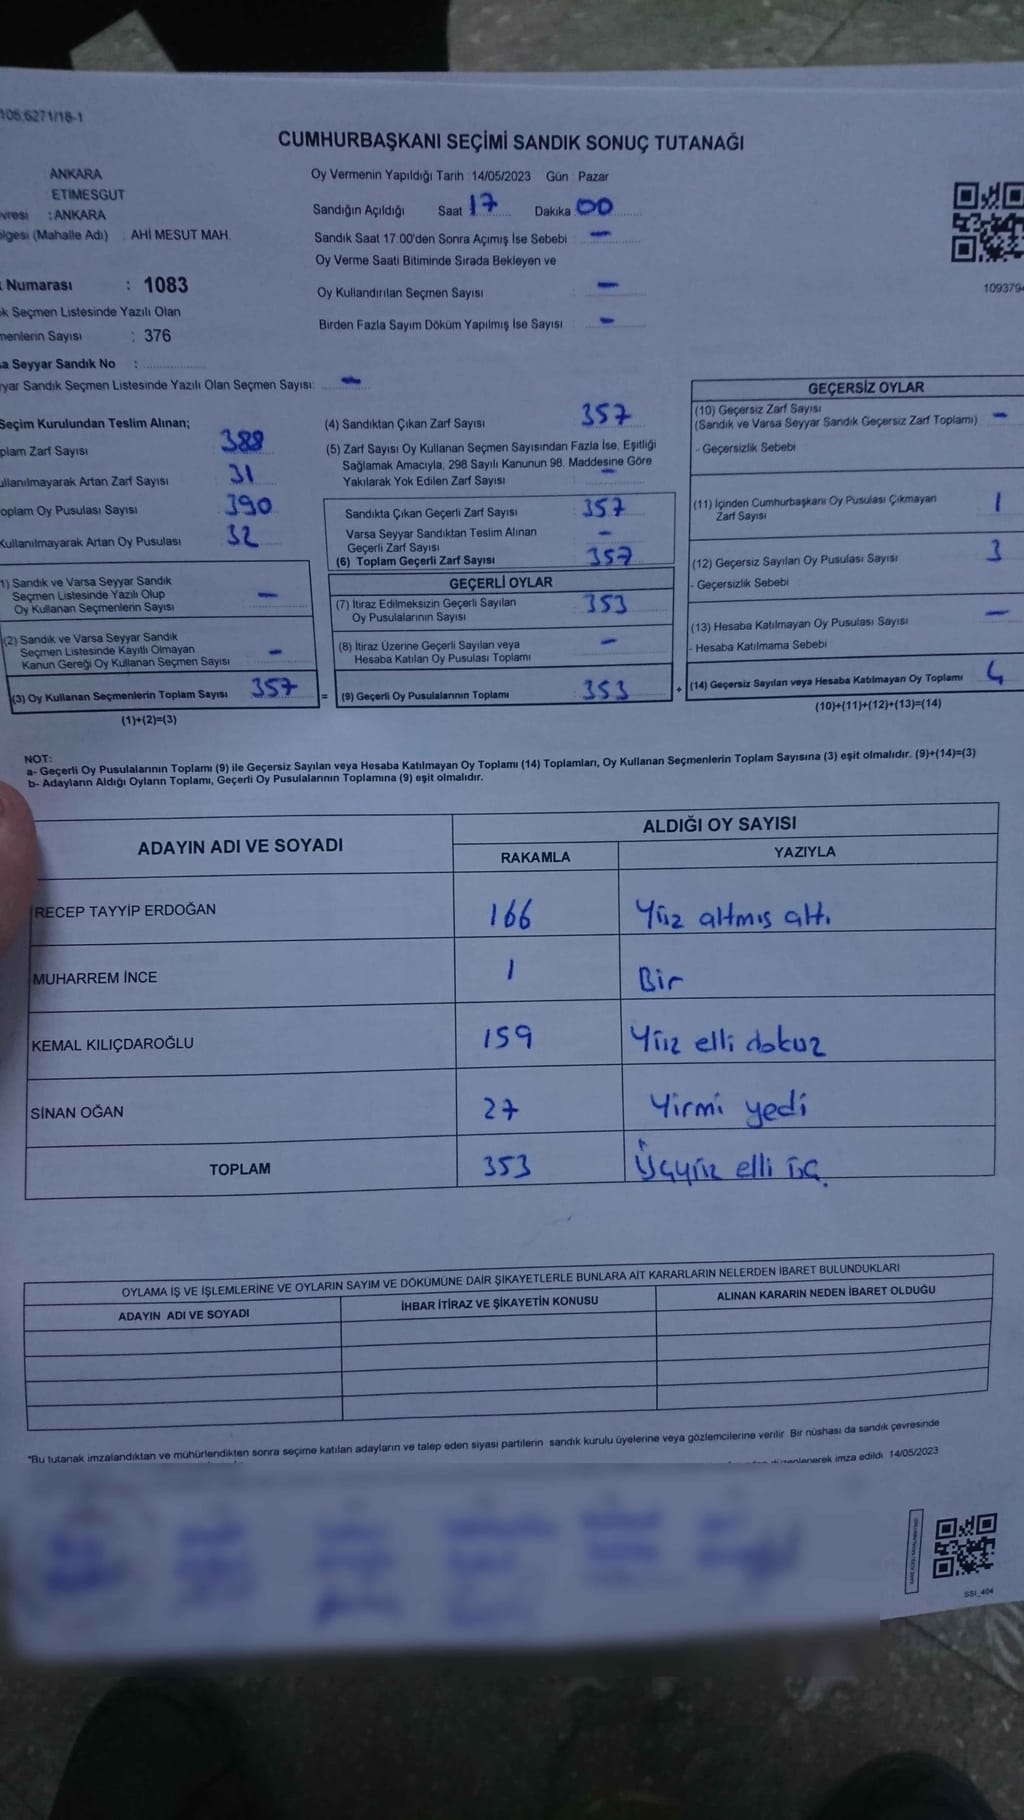 105.6271/18-1
CUMHURBAŞKANI SEÇİMİ SANDIK SONUÇ TUTANAĞI
ANKARA
ETİMESGUT
: ANKARA
(Mahalle Adı) : AHİ MESUT MAH.
Numarası : 1083
Seçmen Listesinde Yazılı Olan
Sayısı : 376
Seyyar Sandık No :
Sandık Seçmen Listesinde Yazılı Olan Seçmen Sayısı: –
Oy Vermenin Yapıldığı Tarih 14/05/2023 Gün Pazar
Sandığın Açıldığı Saat 17 Dakika 00
Sandık Saat 17:00'den Sonra Açımış İse Sebebi –
Oy Verme Saati Bitiminde Sırada Bekleyen ve
Oy Kullandırılan Seçmen Sayısı : –
Birden Fazla Sayım Döküm Yapılmış İse Sayısı : –
109379
Seçim Kurulundan Teslim Alınan;
Zarf Sayısı 388
Artan Zarf Sayısı 31
Oy Pusulası Sayısı 390
Artan Oy Pusulası 32
1) Sandık ve Varsa Seyyar Sandık
Seçmen Listesinde Yazılı Olup
Oy Kullanan Seçmenlerin Sayısı –
(2) Sandık ve Varsa Seyyar Sandık
Seçmen Listesinde Kayıtlı Olmayan
Kanun Gereği Oy Kullanan Seçmen Sayısı –
(3) Oy Kullanan Seçmenlerin Toplam Sayısı 357
(1)+(2)=(3)
(4) Sandıktan Çıkan Zarf Sayısı 357
(5) Zarf Sayısı Oy Kullanan Seçmen Sayısından Fazla İse, Eşitliği
Sağlamak Amacıyla; 298 Sayılı Kanunun 98. Maddesine Göre
Yakılarak Yok Edilen Zarf Sayısı –
Sandıkta Çıkan Geçerli Zarf Sayısı 357
Varsa Seyyar Sandıktan Teslim Alınan
Geçerli Zarf Sayısı –
(6) Toplam Geçerli Zarf Sayısı 357
GEÇERLİ OYLAR
(7) İtiraz Edilmeksizin Geçerli Sayılan
Oy Pusulalarının Sayısı 353
(8) İtiraz Üzerine Geçerli Sayılan veya
Hesaba Katılan Oy Pusulası Toplamı –
= (9) Geçerli Oy Pusulalarının Toplamı 353
GEÇERSİZ OYLAR
(10) Geçersiz Zarf Sayısı
(Sandık ve Varsa Seyyar Sandık Geçersiz Zarf Toplamı) –
- Geçersizlik Sebebi
(11) İçinden Cumhurbaşkanı Oy Pusulası Çıkmayan
Zarf Sayısı 1
(12) Geçersiz Sayılan Oy Pusulası Sayısı 3
- Geçersizlik Sebebi
(13) Hesaba Katılmayan Oy Pusulası Sayısı –
- Hesaba Katılmama Sebebi
+ (14) Geçersiz Sayılan veya Hesaba Katılmayan Oy Toplamı 4
(10)+(11)+(12)+(13)=(14)
NOT:
a- Geçerli Oy Pusulalarının Toplamı (9) ile Geçersiz Sayılan veya Hesaba Katılmayan Oy Toplamı (14) Toplamları, Oy Kullanan Seçmenlerin Toplam Sayısına (3) eşit olmalıdır. (9)+(14)=(3)
b- Adayların Aldığı Oyların Toplamı, Geçerli Oy Pusulalarının Toplamına (9) eşit olmalıdır.
ADAYIN ADI VE SOYADI ALDIĞI OY SAYISI
RAKAMLA YAZIYLA
RECEP TAYYİP ERDOĞAN 166 Yüz altmış altı
MUHARREM İNCE 1 Bir
KEMAL KILIÇDAROĞLU 159 Yüz elli dokuz
SİNAN OĞAN 27 Yirmi yedi
TOPLAM 353 Üçyüz elli üç.
OYLAMA İŞ VE İŞLEMLERİNE VE OYLARIN SAYIM VE DÖKÜMÜNE DAİR ŞİKAYETLERLE BUNLARA AİT KARARLARIN NELERDEN İBARET BULUNDUKLARI
ADAYIN ADI VE SOYADI İHBAR İTİRAZ VE ŞİKAYETİN KONUSU ALINAN KARARIN NEDEN İBARET OLDUĞU
"Bu tutanak imzalandıktan ve mühürlendikten sonra seçime katılan adayların ve talep eden siyasi partilerin sandık kurulu üyelerine veya gözlemcilerine verilir Bir nüshası da sandık çevresinde
düzenlenerek imza edildi. 14/05/2023
SSI_404